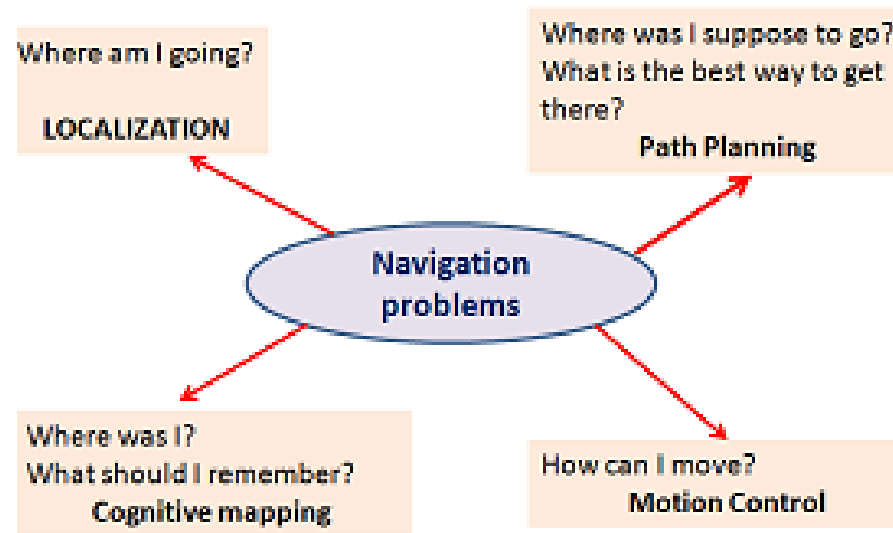 Where am I going?
LOCALIZATION
Where was I suppose to go?
What is the best way to get
there?
Path Planning
Navigation
problems
Where was I?
What should I remember?
Cognitive mapping
How can I move?
Motion Control